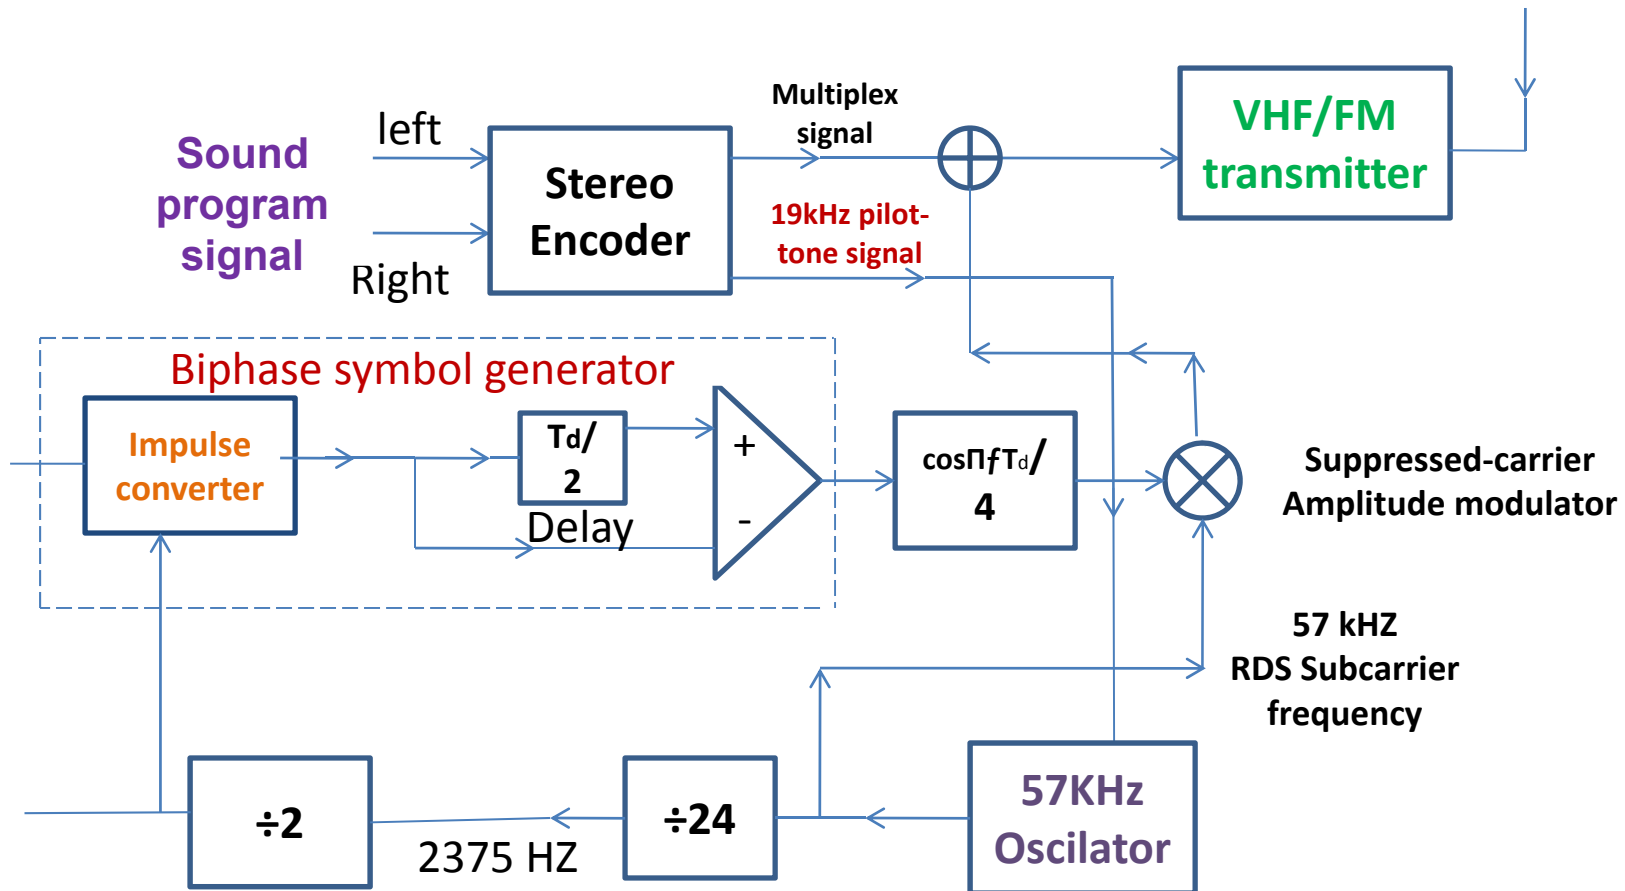 Multiplex
signal
left
Sound
program
signal
Right
Stereo
Encoder
19kHz pilot-
tone signal
VHF/FM
transmitter
Biphase symbol generator
Impulse
converter
Td/
2
Delay
+
-
cosΠƒTd/
4
Suppressed-carrier
Amplitude modulator
57 kHZ
RDS Subcarrier
frequency
÷2
2375 HZ
÷24
57KHz
Oscilator